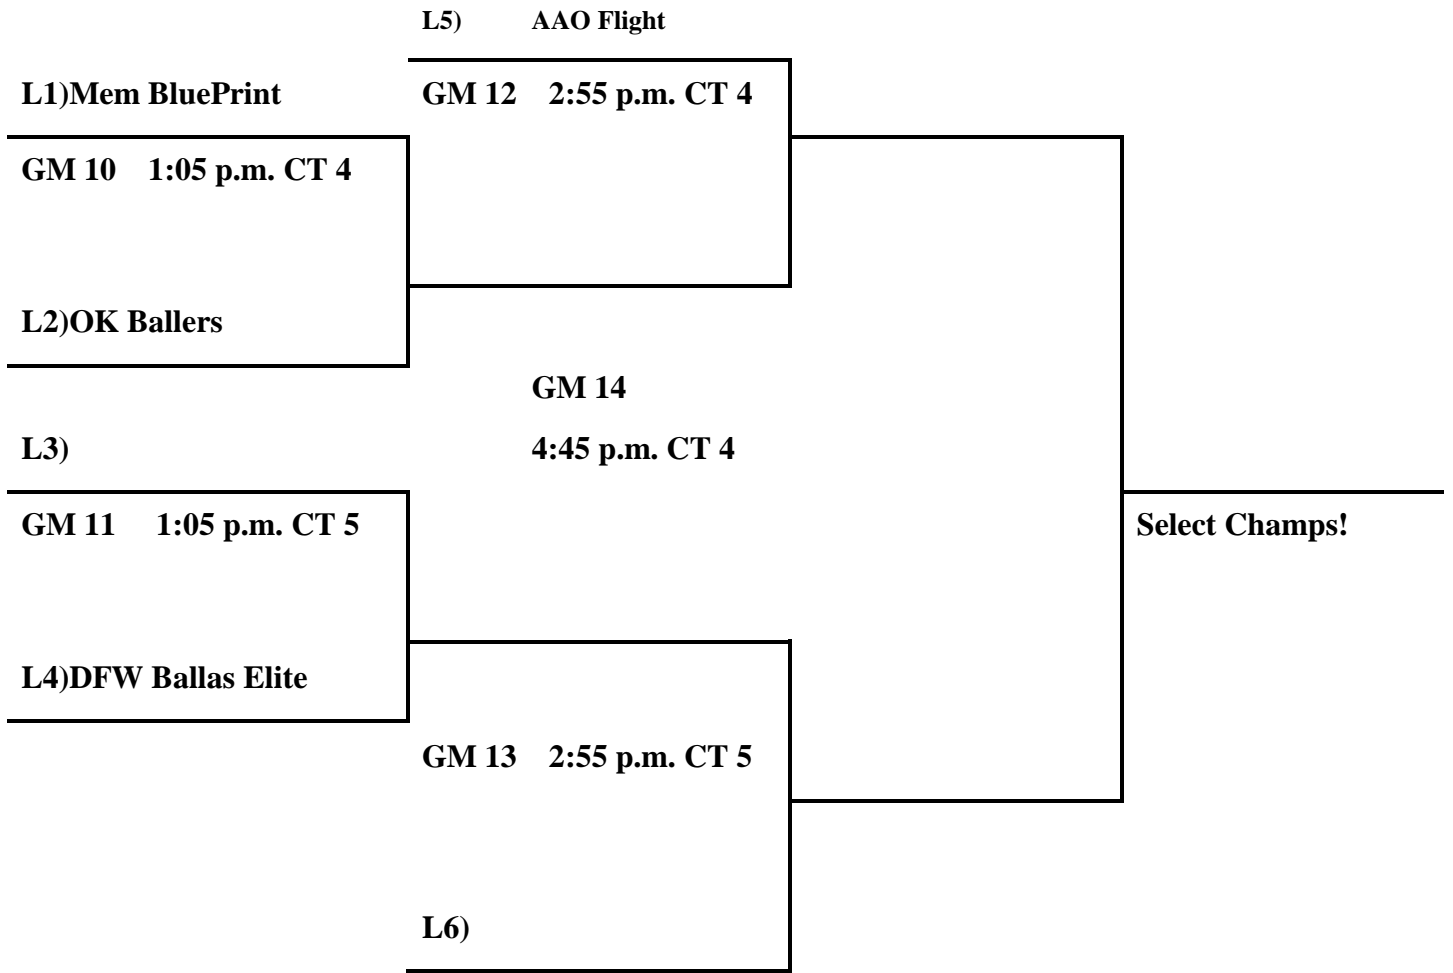 L5) AAO Flight
L1)Mem BluePrint
GM 12 2:55 p.m. CT 4
GM 10 1:05 p.m. CT 4
L2)OK Ballers
GM 14
L3)
4:45 p.m. CT 4
GM 11 1:05 p.m. CT 5
Select Champs!
L4)DFW Ballas Elite
GM 13 2:55 p.m. CT 5
L6)